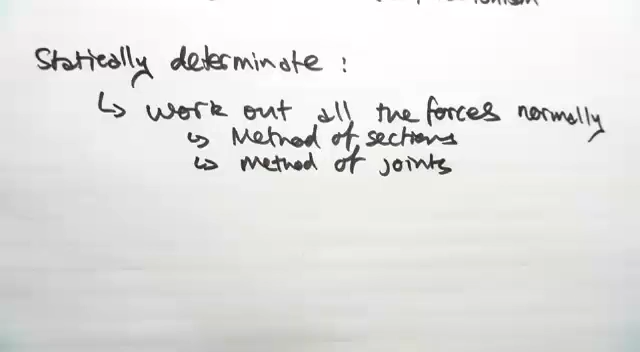 Statically determinate :
↳ work out all the forces normally
↳ Method of sections
↳ method of joints